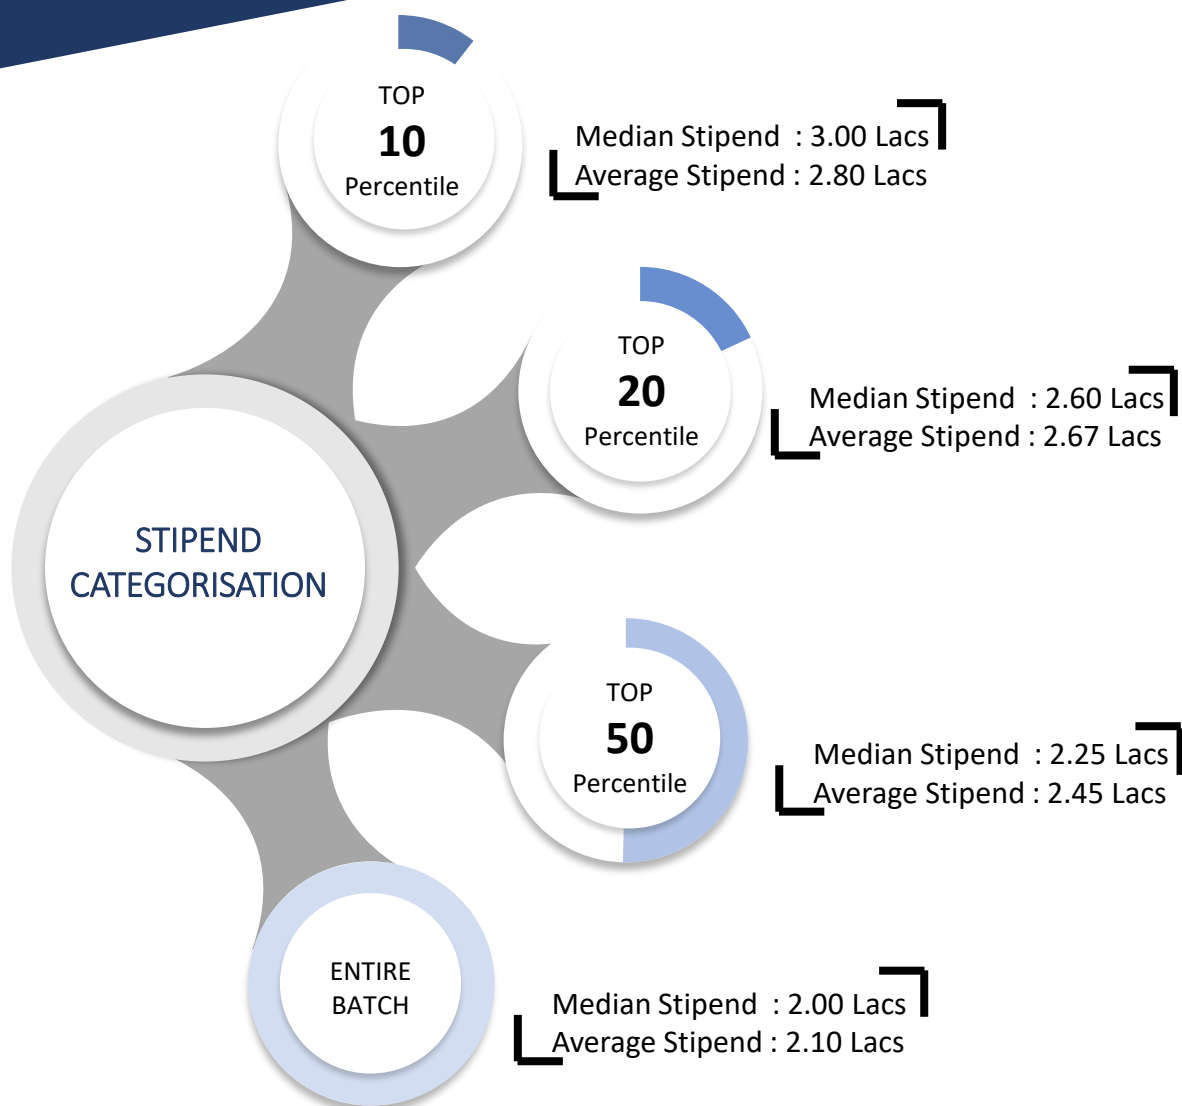 TOP
10
Percentile
Median Stipend : 3.00 Lacs
Average Stipend : 2.80 Lacs
TOP
20
Percentile
Median Stipend : 2.60 Lacs
Average Stipend : 2.67 Lacs
STIPEND
CATEGORISATION
TOP
50
Percentile
Median Stipend : 2.25 Lacs
Average Stipend : 2.45 Lacs
ENTIRE
BATCH
Median Stipend : 2.00 Lacs
Average Stipend : 2.10 Lacs